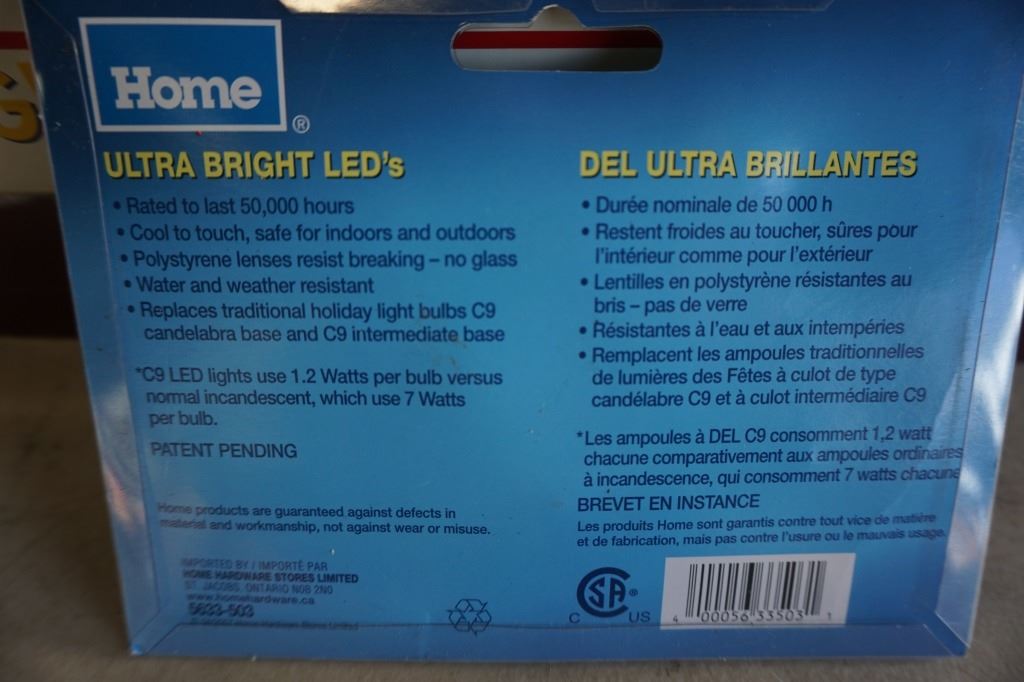 Home
®
ULTRA BRIGHT LED's
• Rated to last 50,000 hours
• Cool to touch, safe for indoors and outdoors
• Polystyrene lenses resist breaking – no glass
• Water and weather resistant
• Replaces traditional holiday light bulbs C9
candelabra base and C9 intermediate base
*C9 LED lights use 1.2 Watts per bulb versus
normal incandescent, which use 7 Watts
per bulb.
PATENT PENDING
Home products are guaranteed against defects in
material and workmanship, not against wear or misuse.
IMPORTED BY / IMPORTÉ PAR
HOME HARDWARE STORES LIMITED
ST. JACOBS, ONTARIO N0B 2N0
www.homehardware.ca
5633-503
Home Hardware Stores Limited
DEL ULTRA BRILLANTES
• Durée nominale de 50 000 h
• Restent froides au toucher, sûres pour
l'intérieur comme pour l'extérieur
• Lentilles en polystyrène résistantes au
bris – pas de verre
• Résistantes à l'eau et aux intempéries
• Remplacent les ampoules traditionnelles
de lumières des Fêtes à culot de type
candélabre C9 et à culot intermédiaire C9
*Les ampoules à DEL C9 consomment 1,2 watt
chacune comparativement aux ampoules ordinaires
à incandescence, qui consomment 7 watts chacune
BREVET EN INSTANCE
Les produits Home sont garantis contre tout vice de matière
et de fabrication, mais pas contre l'usure ou le mauvais usage.
C SA ® US
4 00056 33503 1